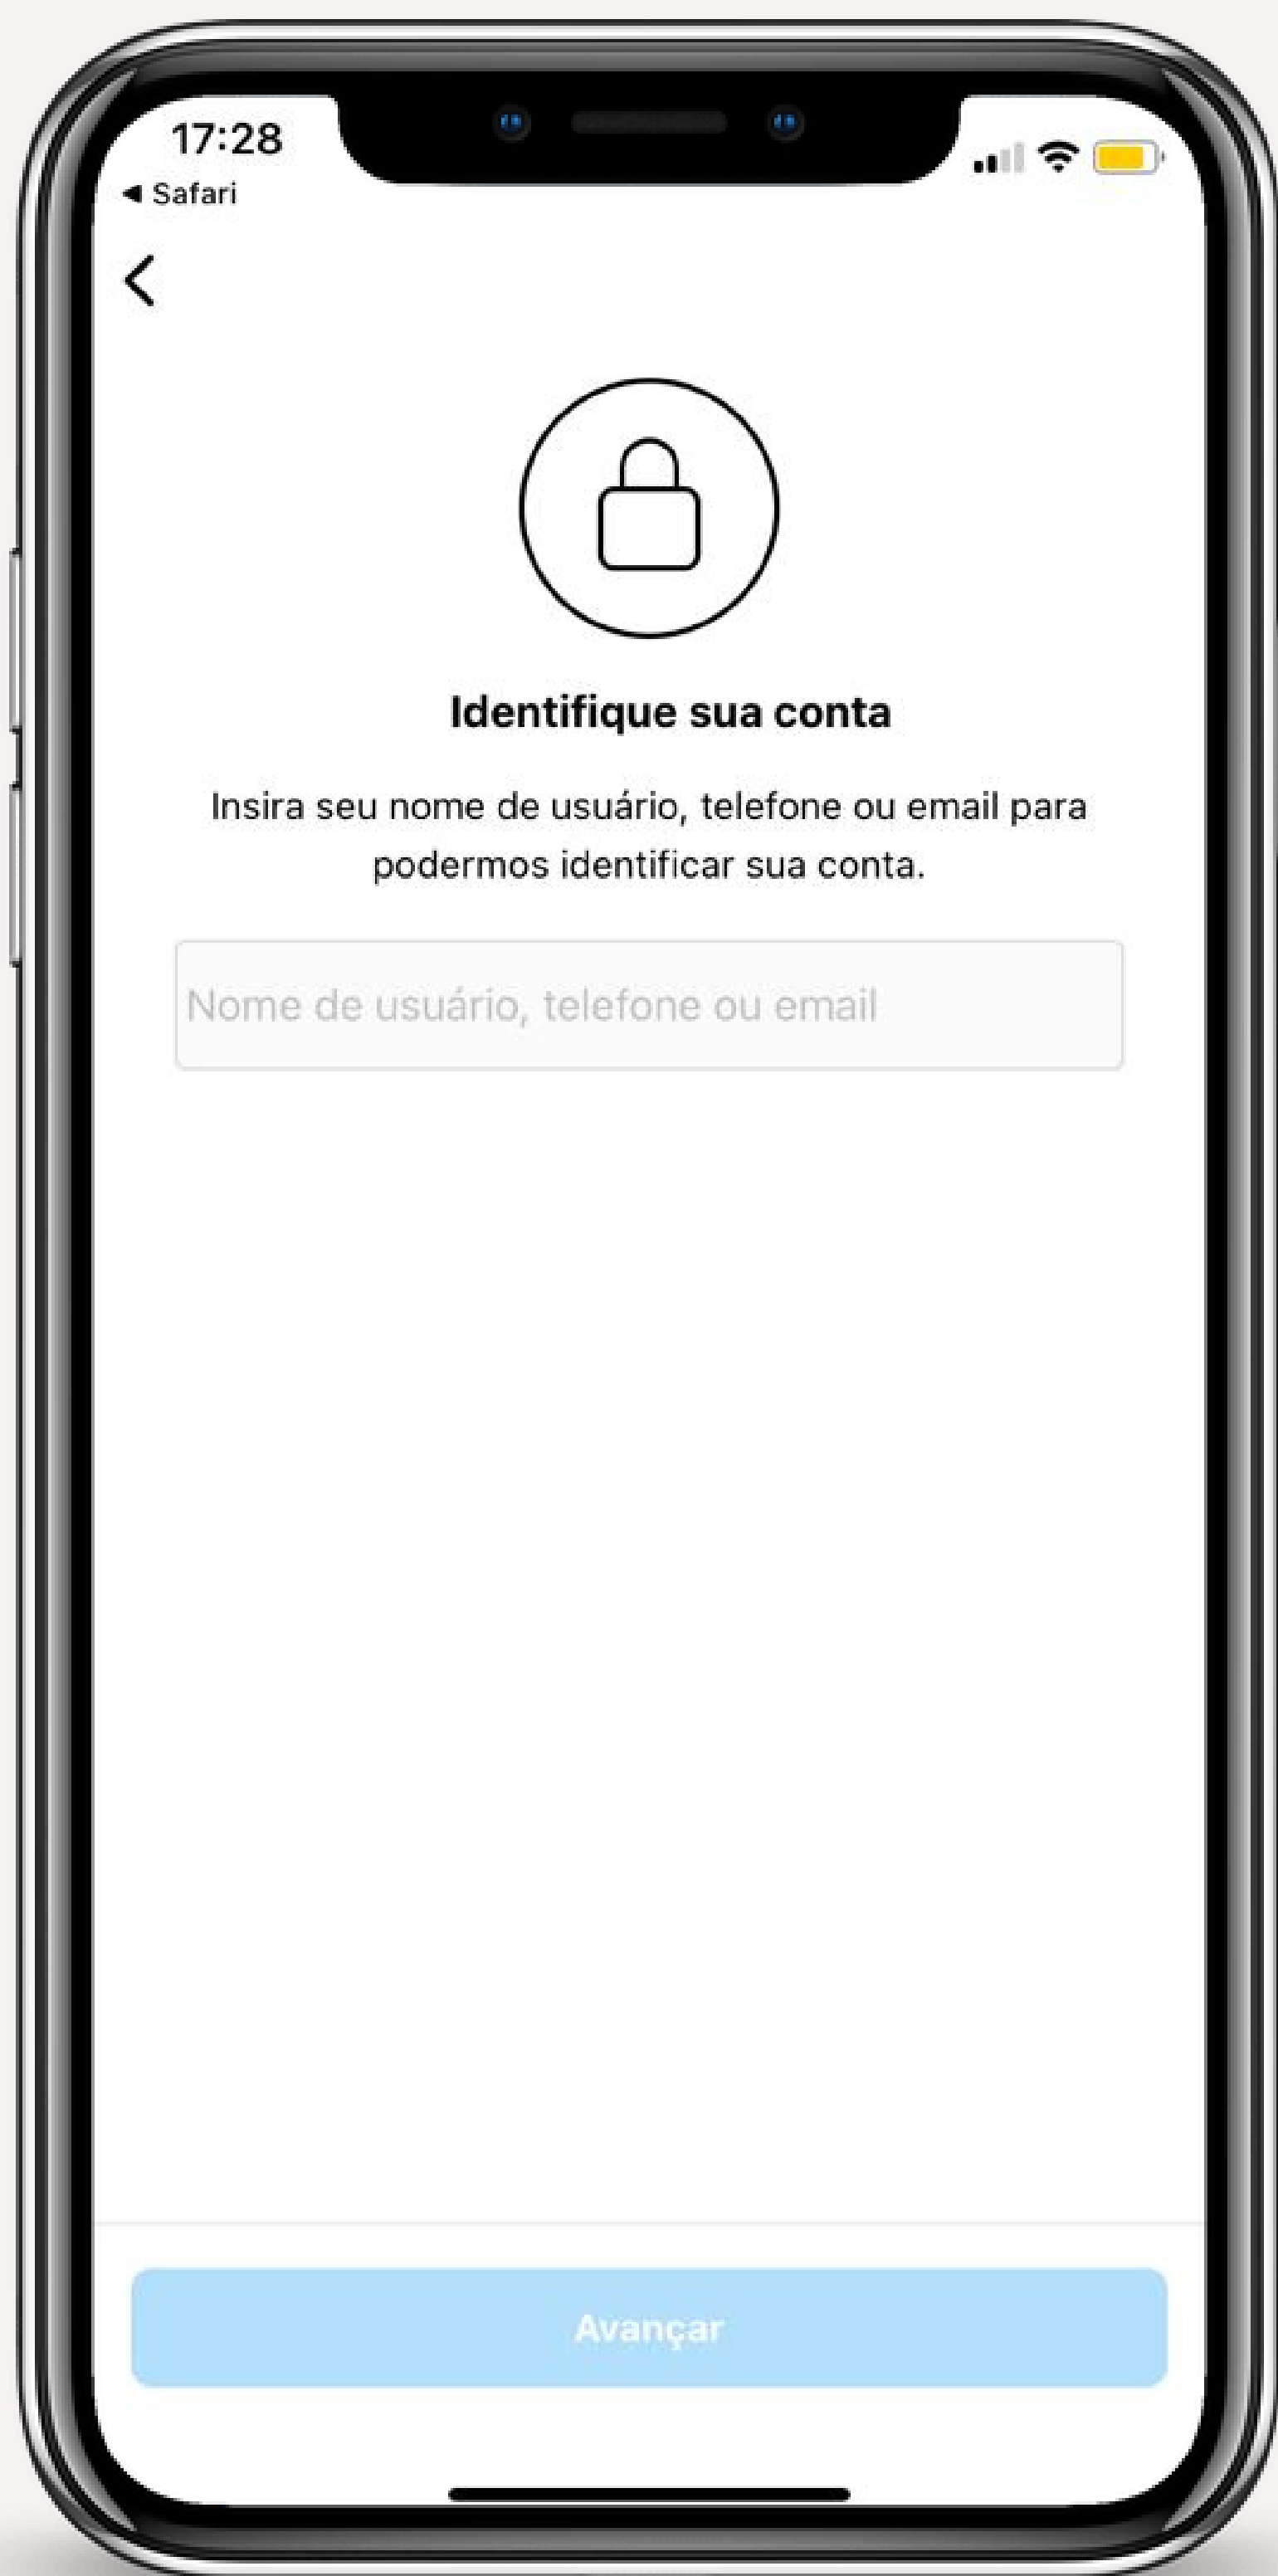 17:28
◀ Safari
Identifique sua conta
Insira seu nome de usuário, telefone ou email para
podermos identificar sua conta.
Nome de usuário, telefone ou email
Avançar